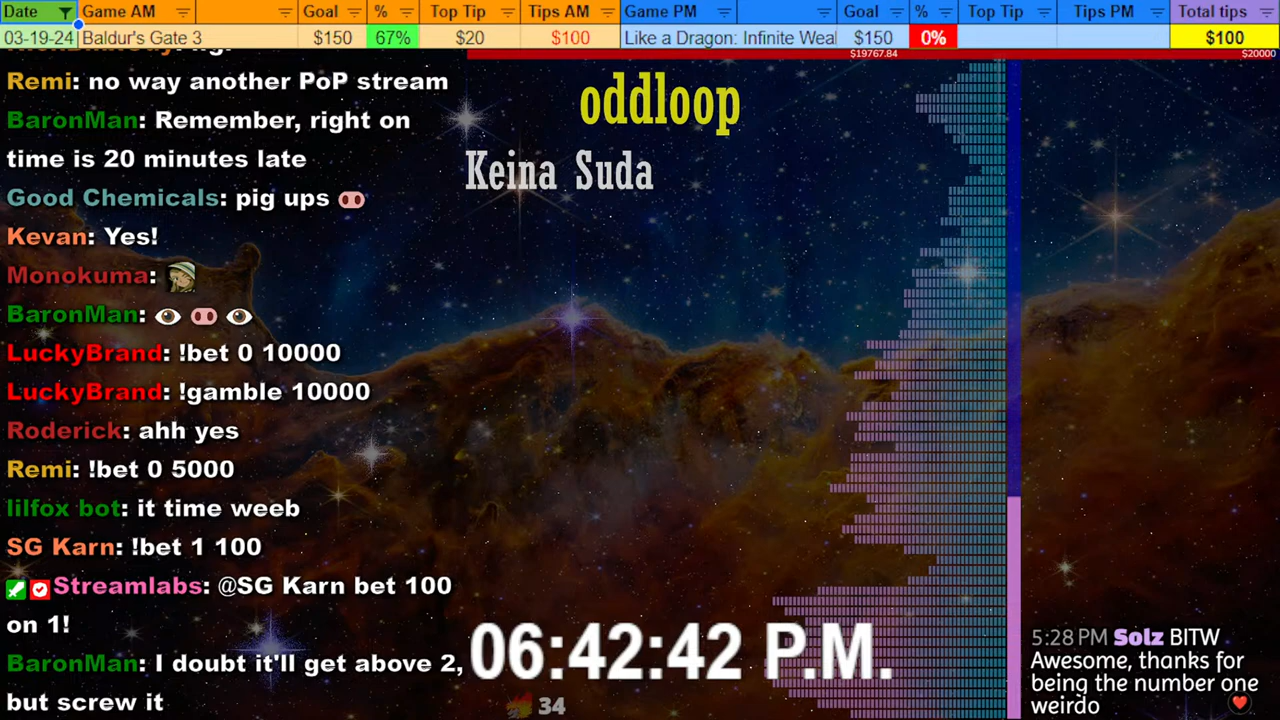 Date Game AM Goal % Top Tip Tips AM Game PM Goal % Top Tip Tips PM Total tips
03-19-24 Baldur's Gate 3 $150 67% $20 $100 Like a Dragon: Infinite Weal $150 0% $100
$19767.84 $20000
Remi: no way another PoP stream
BaronMan: Remember, right on
time is 20 minutes late
Good Chemicals: pig ups
Kevan: Yes!
Monokuma:
BaronMan:
LuckyBrand: !bet 0 10000
LuckyBrand: !gamble 10000
Roderick: ahh yes
Remi: !bet 0 5000
lilfox bot: it time weeb
SG Karn: !bet 1 100
Streamlabs: @SG Karn bet 100
on 1!
BaronMan: I doubt it'll get above 2,
but screw it
oddloop
Keina Suda
06:42:42 P.M.
34
5:28 PM Solz BITW
Awesome, thanks for
being the number one
weirdo